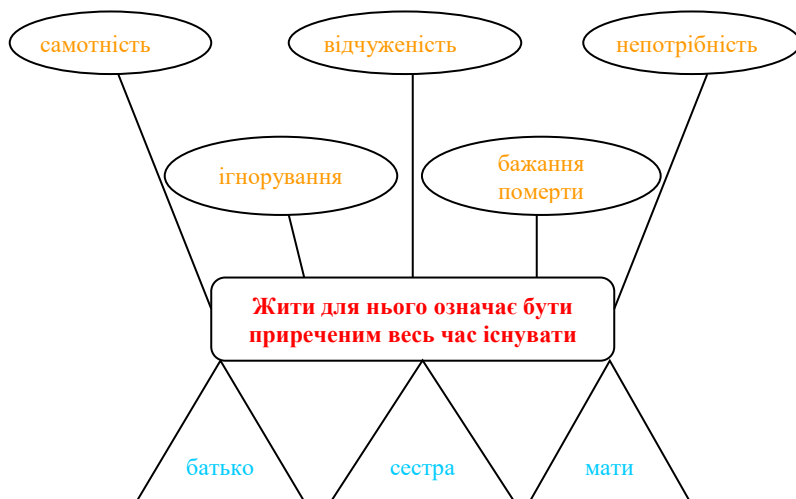 самотність
відчуженість
непотрібність
ігнорування
бажання
померти
Жити для нього означає бути
приреченим весь час існувати
батько
сестра
мати